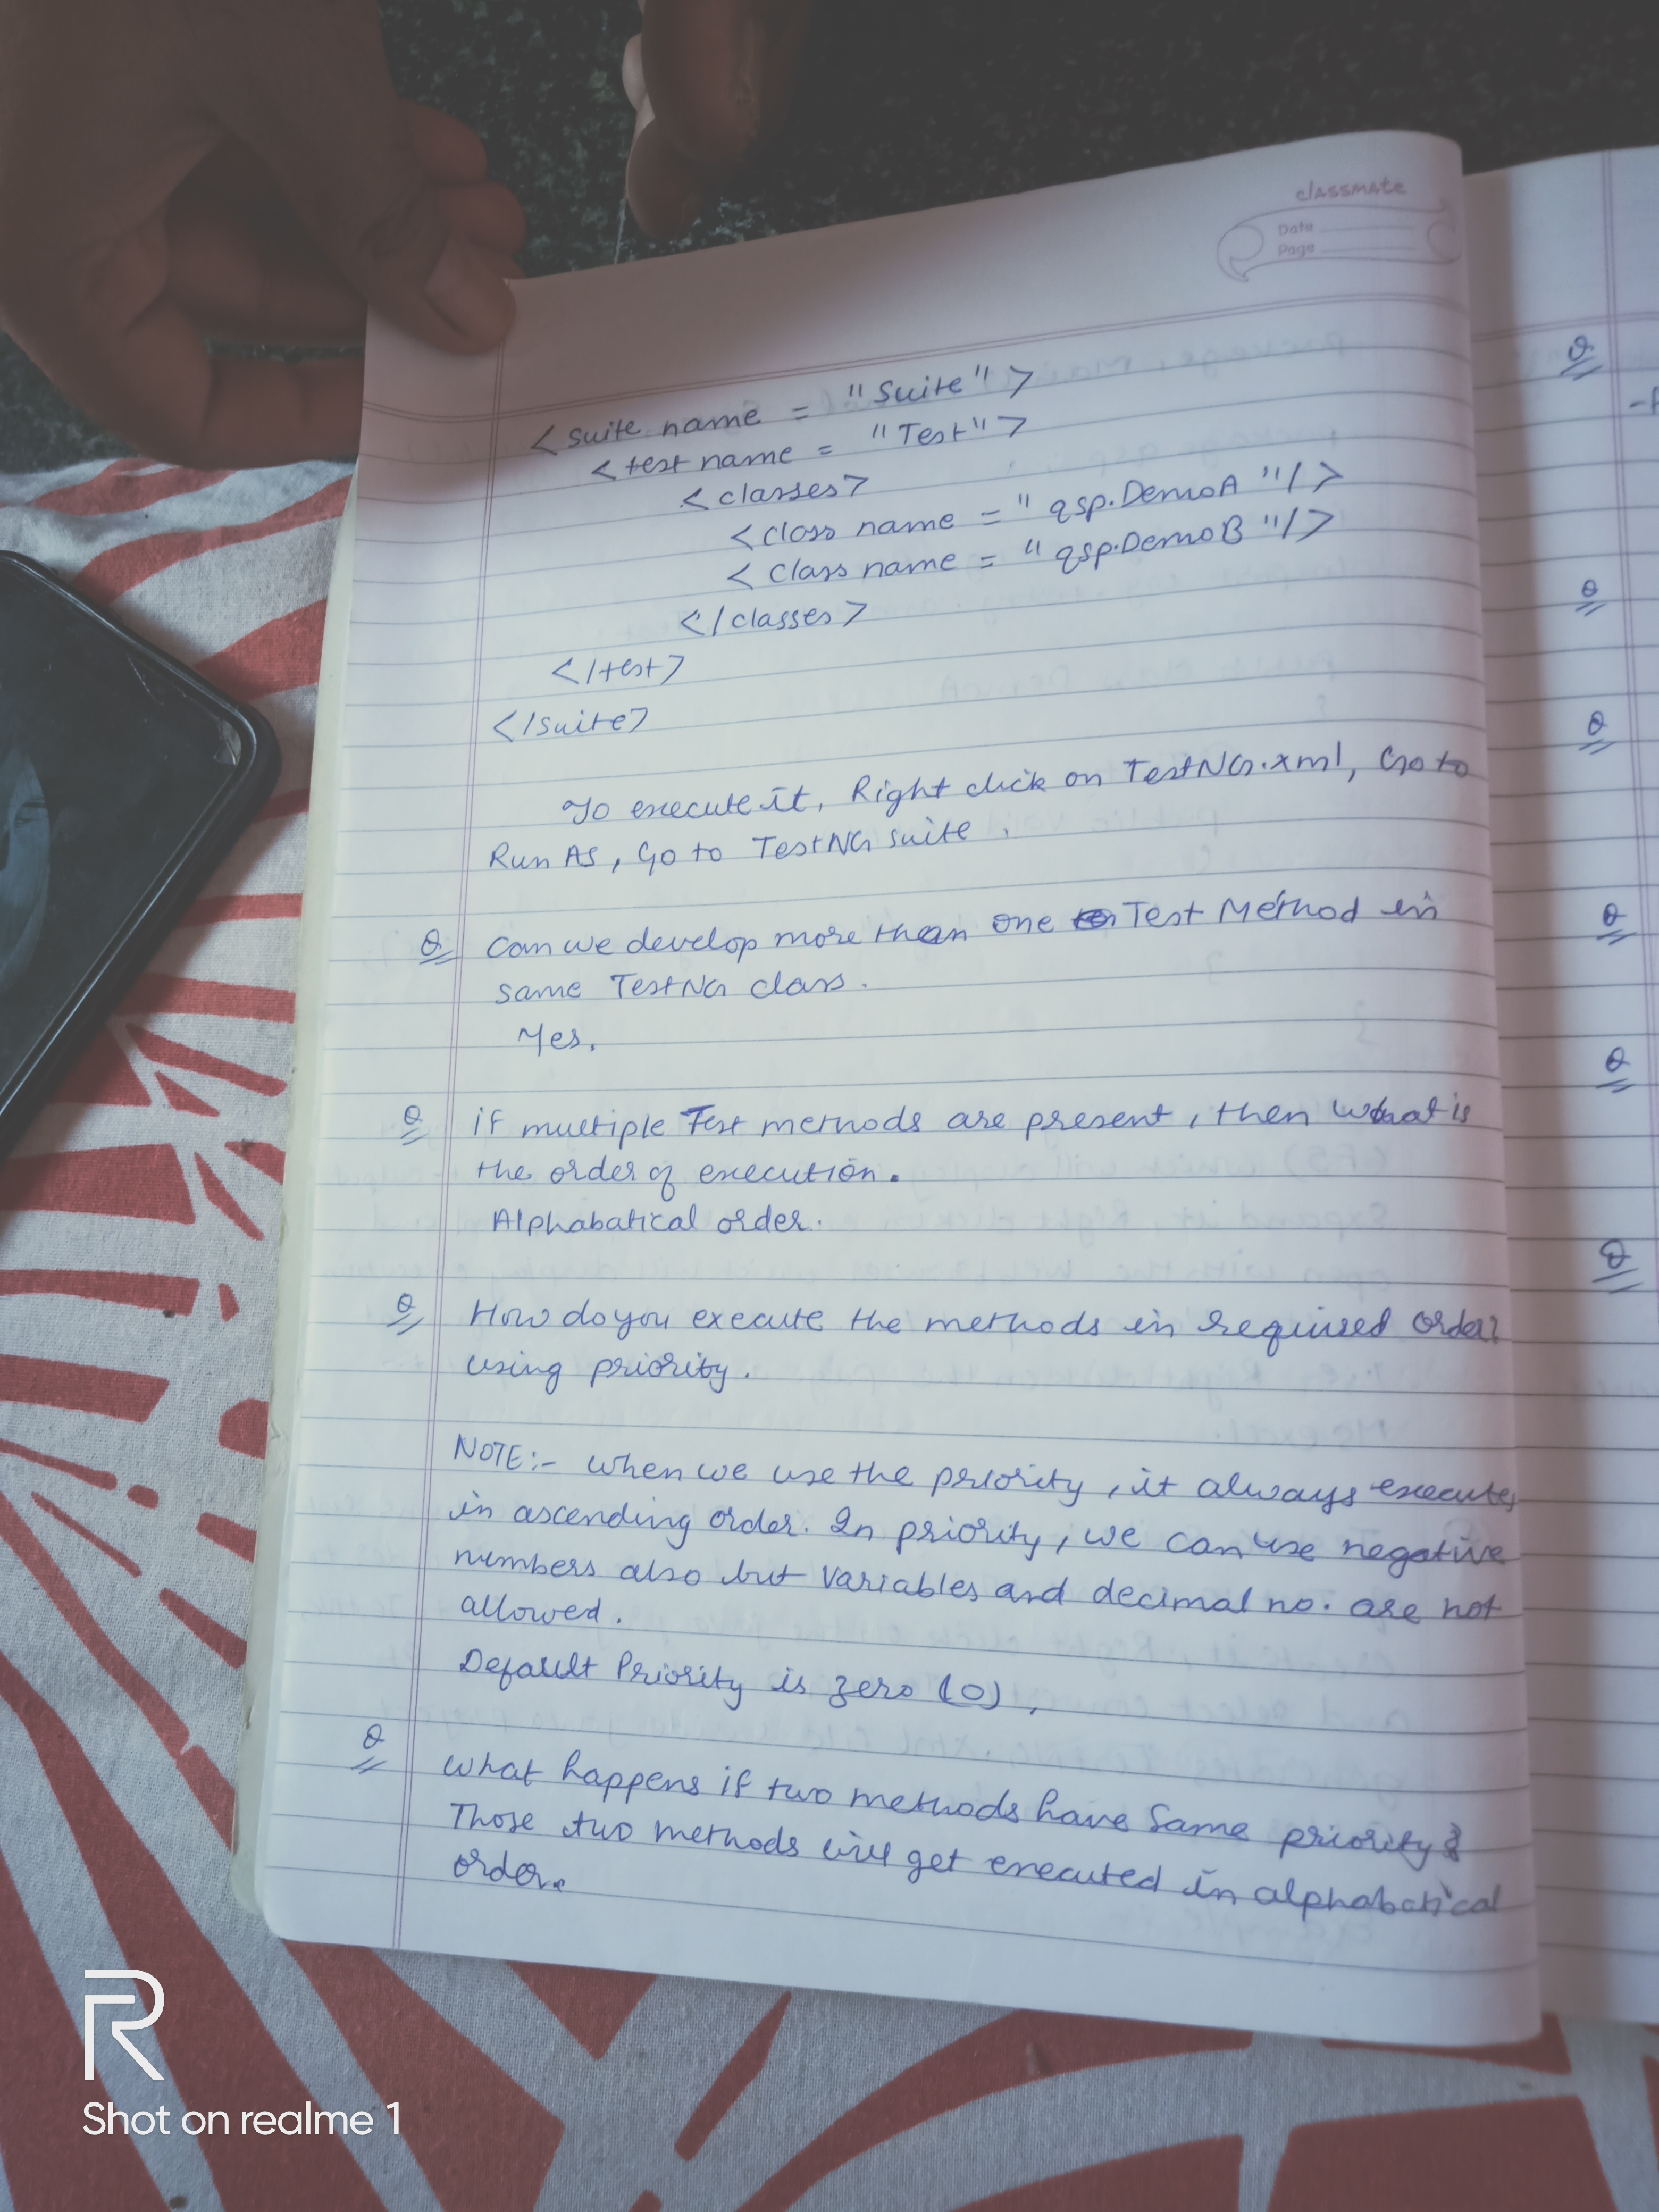 classmate
Date
Page
< suite name = "Suite" >
< test name = "Test" >
< classes >
< class name = " qsp.DemoA "/>
< Class name = " qsp.DemoB "/>
</classes >
</test>
</suite>
To execute it, Right click on TestNG.xml, Go to
Run As, Go to TestNG suite .
Q Can we develop more than one Test Method in
same TestNG class .
Yes.
Q if multiple Test methods are present, then what is
the order of execution.
Alphabatical order.
Q How do you execute the methods in required order?
using priority .
NOTE:- when we use the priority, it always executes
in ascending order. In priority, we can use negative
numbers also but variables and decimal no. are not
allowed .
Default Priority is zero (0) ,
Q What happens if two methods have Same priority?
Those two methods will get executed in alphabatical
order.
Q
Q
Q
Q
Q
Q
R
Shot on realme 1